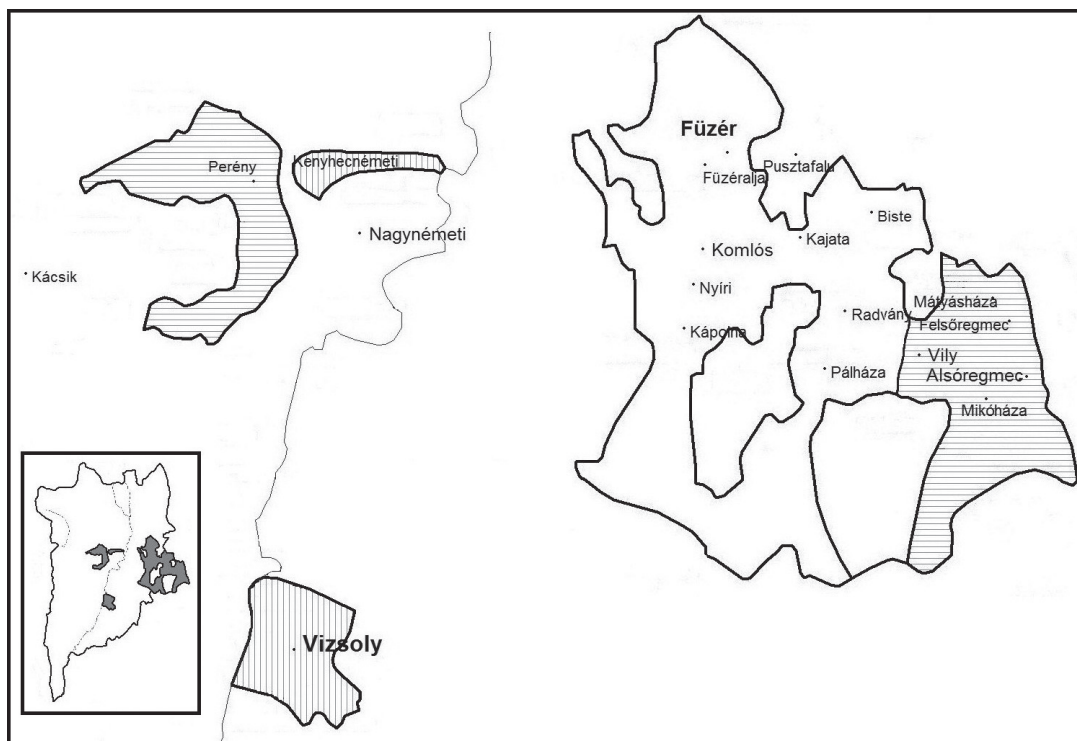 Füzér
Perény
Kenyhecnémeti
Füzéralja
Pusztafalu
Biste
Nagynémeti
Kajata
Komlós
Kácsik
Nyíri
Mátyásháza
Radvány
Felsőregmec
Kápolna
Vily
Pálháza
Alsóregmec
Mikóháza
Vizsoly